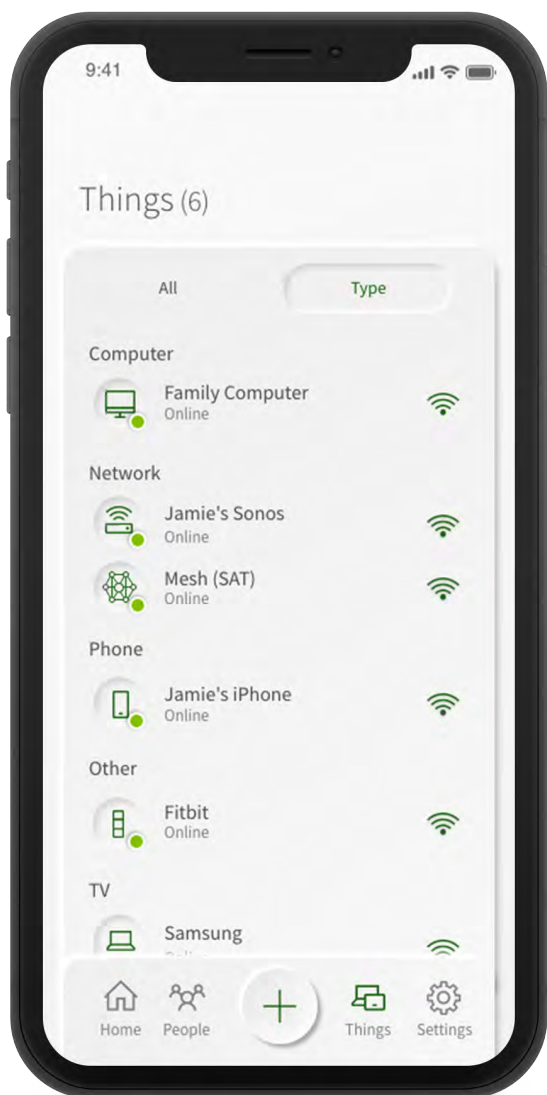 9:41
Things (6)
All
Type
Computer
Family Computer
Online
Network
Jamie's Sonos
Online
Mesh (SAT)
Online
Phone
Jamie's iPhone
Online
Other
Fitbit
Online
TV
Samsung
Home People Things Settings